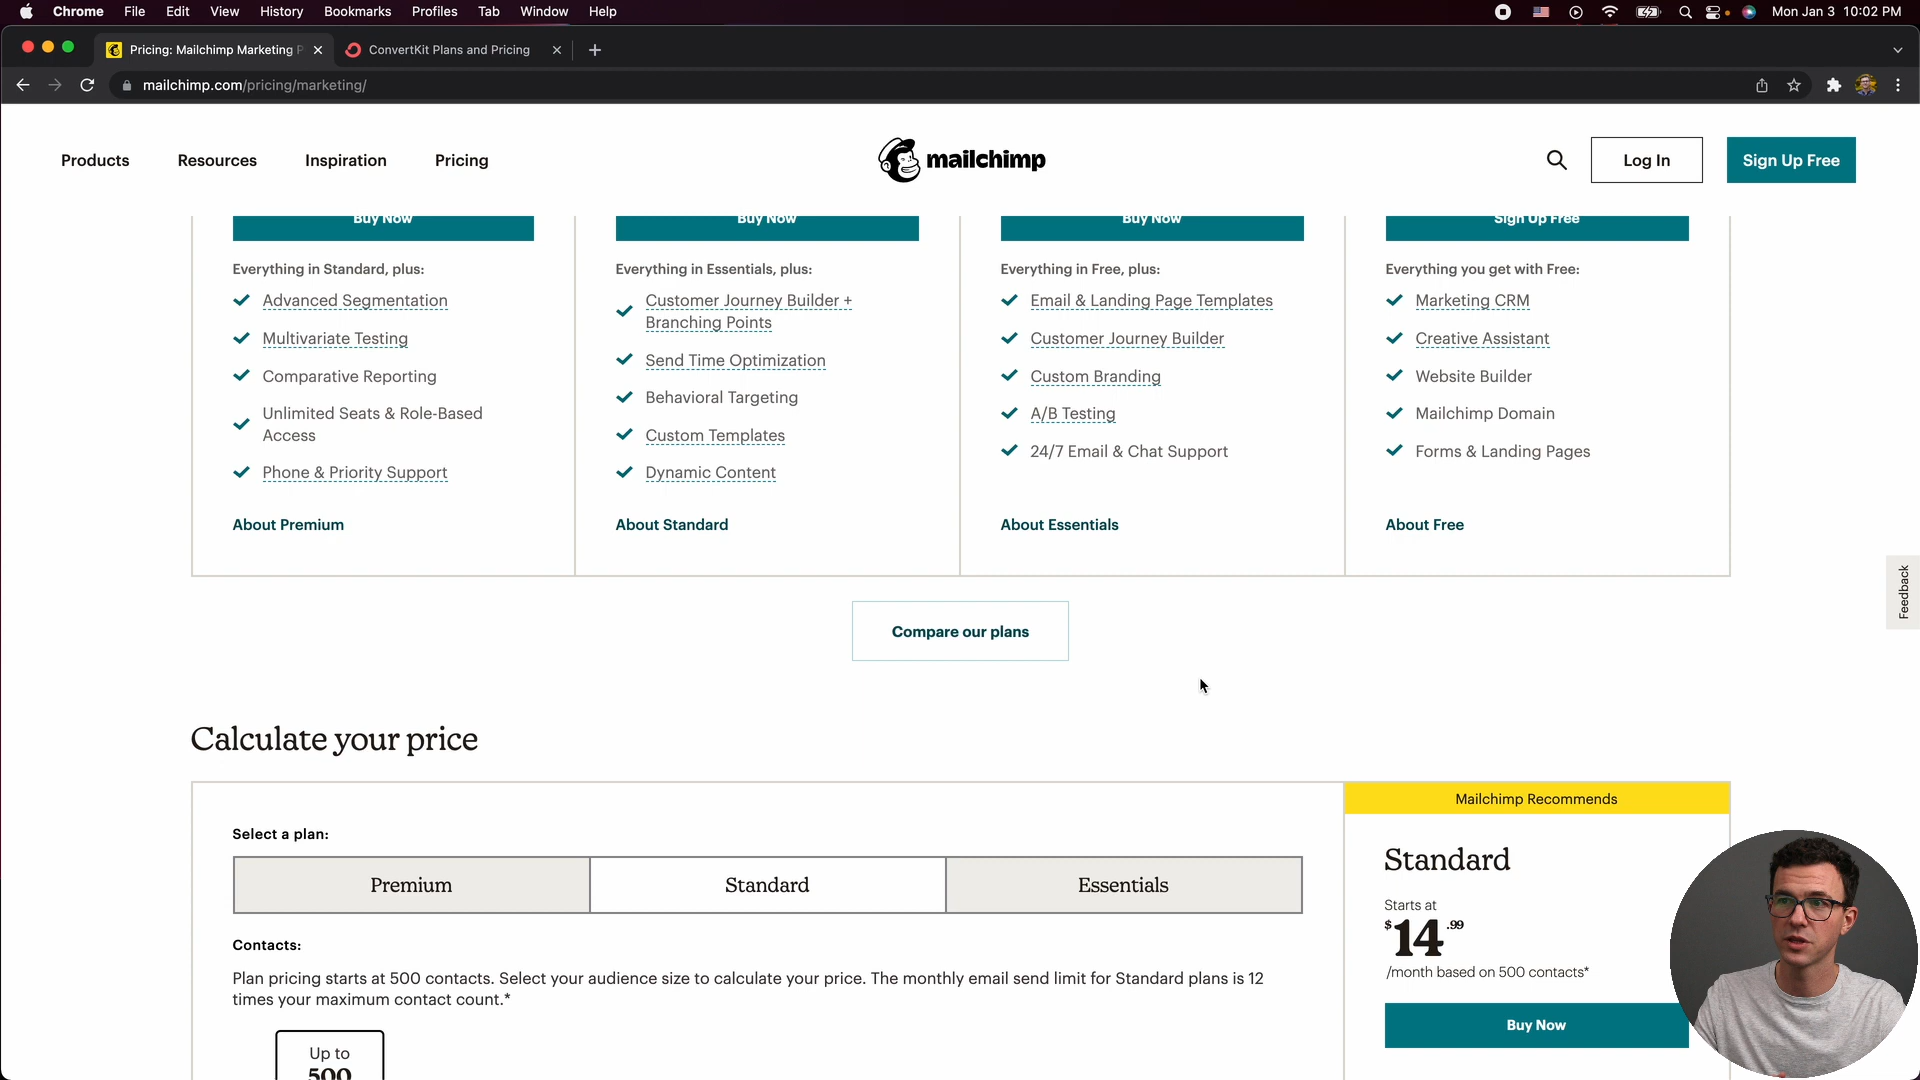 Chrome File Edit View History Bookmarks Profiles Tab Window Help Mon Jan 3 10:02 PM
Pricing: Mailchimp Marketing P ConvertKit Plans and Pricing
mailchimp.com/pricing/marketing/
Products Resources Inspiration Pricing mailchimp Log In Sign Up Free
Buy Now Buy Now Buy Now Sign Up Free
Everything in Standard, plus:
Advanced Segmentation
Multivariate Testing
Comparative Reporting
Unlimited Seats & Role-Based
Access
Phone & Priority Support
About Premium
Everything in Essentials, plus:
Customer Journey Builder +
Branching Points
Send Time Optimization
Behavioral Targeting
Custom Templates
Dynamic Content
About Standard
Everything in Free, plus:
Email & Landing Page Templates
Customer Journey Builder
Custom Branding
A/B Testing
24/7 Email & Chat Support
About Essentials
Everything you get with Free:
Marketing CRM
Creative Assistant
Website Builder
Mailchimp Domain
Forms & Landing Pages
About Free
Feedback
Compare our plans
Calculate your price
Select a plan:
Premium Standard Essentials
Contacts:
Plan pricing starts at 500 contacts. Select your audience size to calculate your price. The monthly email send limit for Standard plans is 12
times your maximum contact count.*
Up to
500
Mailchimp Recommends
Standard
Starts at
$14.99
/month based on 500 contacts*
Buy Now